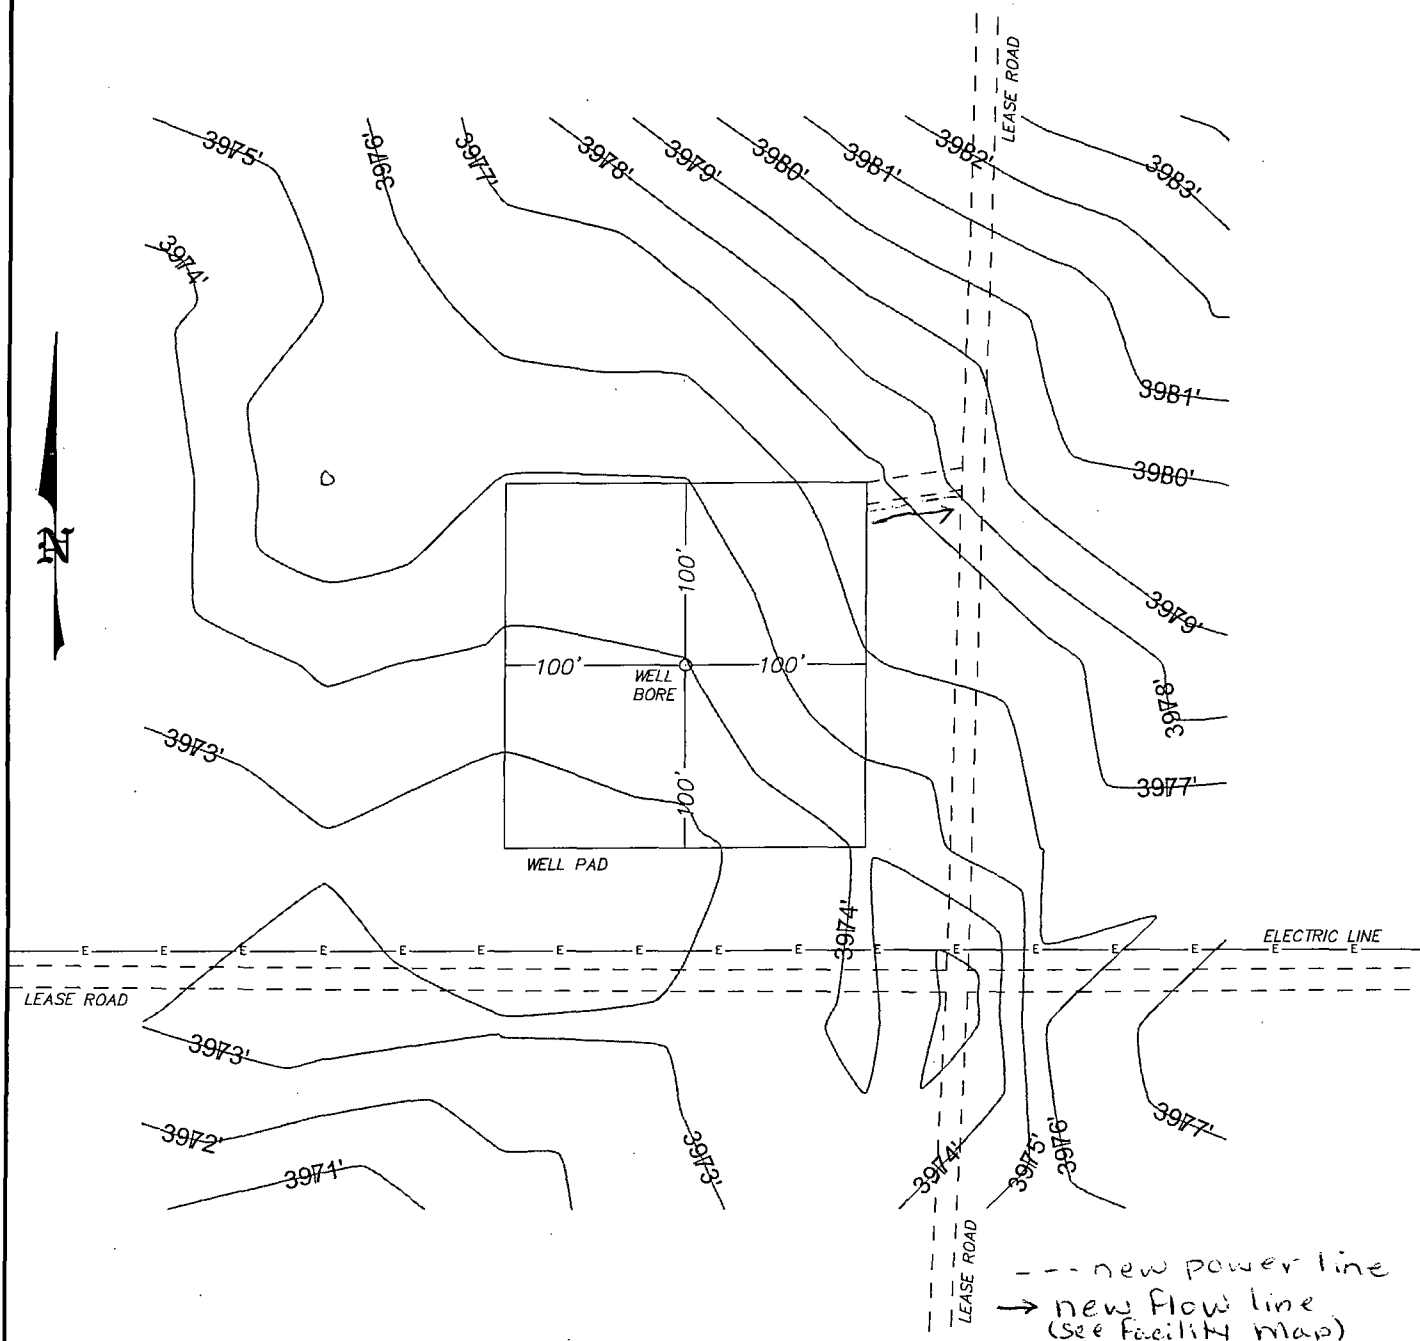 LEASE ROAD
3975'
3976'
3977'
3978'
3979'
3980'
3981'
3982'
3983'
3974'
3981'
3980'
N
100'
3979'
100'
100'
WELL
BORE
3978'
3973'
100'
3977'
WELL PAD
3974'
ELECTRIC LINE
E E E E E E E E E E E E E E E E E
LEASE ROAD
3973'
3972'
3971'
3973'
3974'
3975'
3976'
3977'
LEASE ROAD
--- new power line
→ new flow line
(see Facility Map)